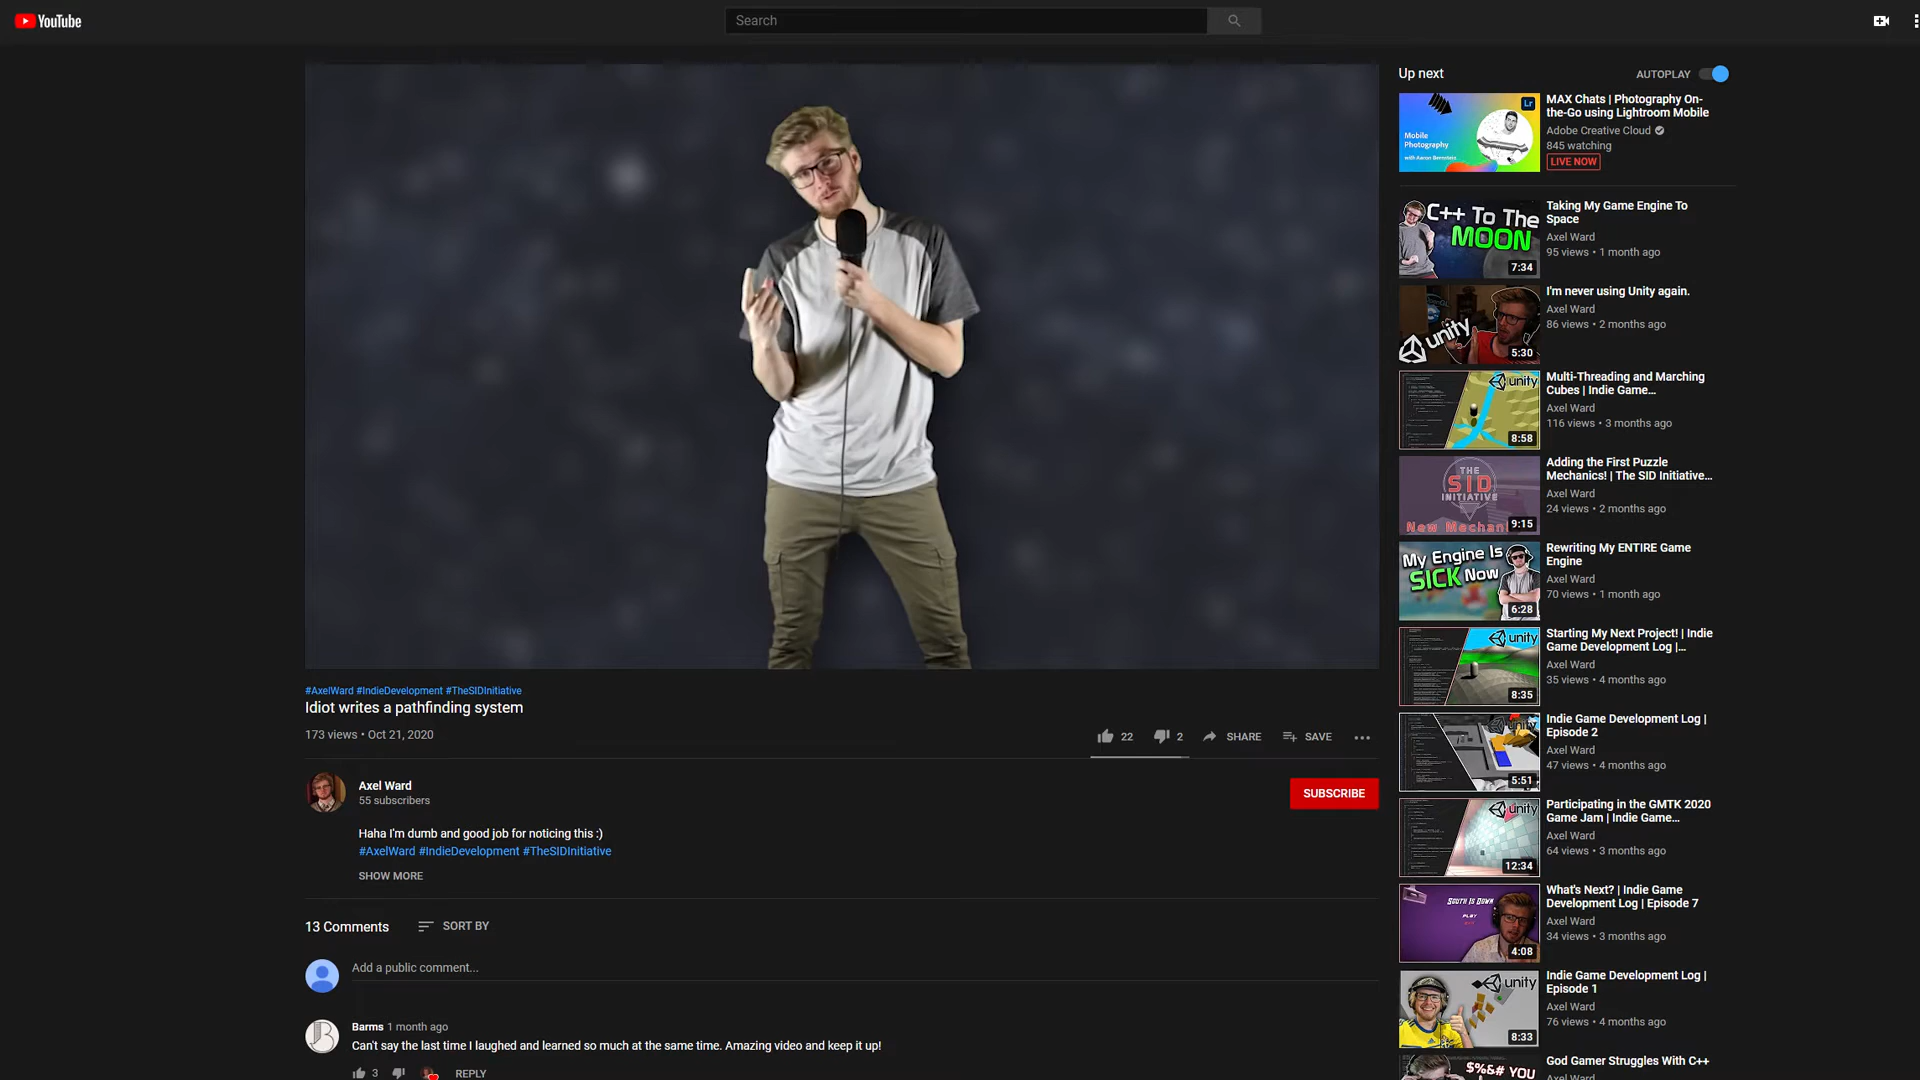 YouTube
Search
#AxelWard #IndieDevelopment #TheSIDInitiative
Idiot writes a pathfinding system
173 views • Oct 21, 2020
22
2
SHARE
SAVE
Axel Ward
55 subscribers
SUBSCRIBE
Haha I'm dumb and good job for noticing this :)
#AxelWard #IndieDevelopment #TheSIDInitiative
SHOW MORE
13 Comments
SORT BY
Add a public comment...
Barms 1 month ago
Can't say the last time I laughed and learned so much at the same time. Amazing video and keep it up!
3
REPLY
Up next
AUTOPLAY
Lr
Mobile
Photography
with Aaron Bernstein
MAX Chats | Photography On-
the-Go using Lightroom Mobile
Adobe Creative Cloud
845 watching
LIVE NOW
C++ To The
MOON
7:34
Taking My Game Engine To
Space
Axel Ward
95 views • 1 month ago
unity
5:30
I'm never using Unity again.
Axel Ward
86 views • 2 months ago
unity
8:58
Multi-Threading and Marching
Cubes | Indie Game...
Axel Ward
116 views • 3 months ago
THE
SID
INITIATIVE
New Mechan
9:15
Adding the First Puzzle
Mechanics! | The SID Initiative...
Axel Ward
24 views • 2 months ago
My Engine Is
SICK Now
6:28
Rewriting My ENTIRE Game
Engine
Axel Ward
70 views • 1 month ago
unity
8:35
Starting My Next Project! | Indie
Game Development Log |...
Axel Ward
35 views • 4 months ago
5:51
Indie Game Development Log |
Episode 2
Axel Ward
47 views • 4 months ago
unity
12:34
Participating in the GMTK 2020
Game Jam | Indie Game...
Axel Ward
64 views • 3 months ago
SOUTH IS DOWN
PLAY
4:08
What's Next? | Indie Game
Development Log | Episode 7
Axel Ward
34 views • 3 months ago
unity
8:33
Indie Game Development Log |
Episode 1
Axel Ward
76 views • 4 months ago
$%&# YOU
God Gamer Struggles With C++